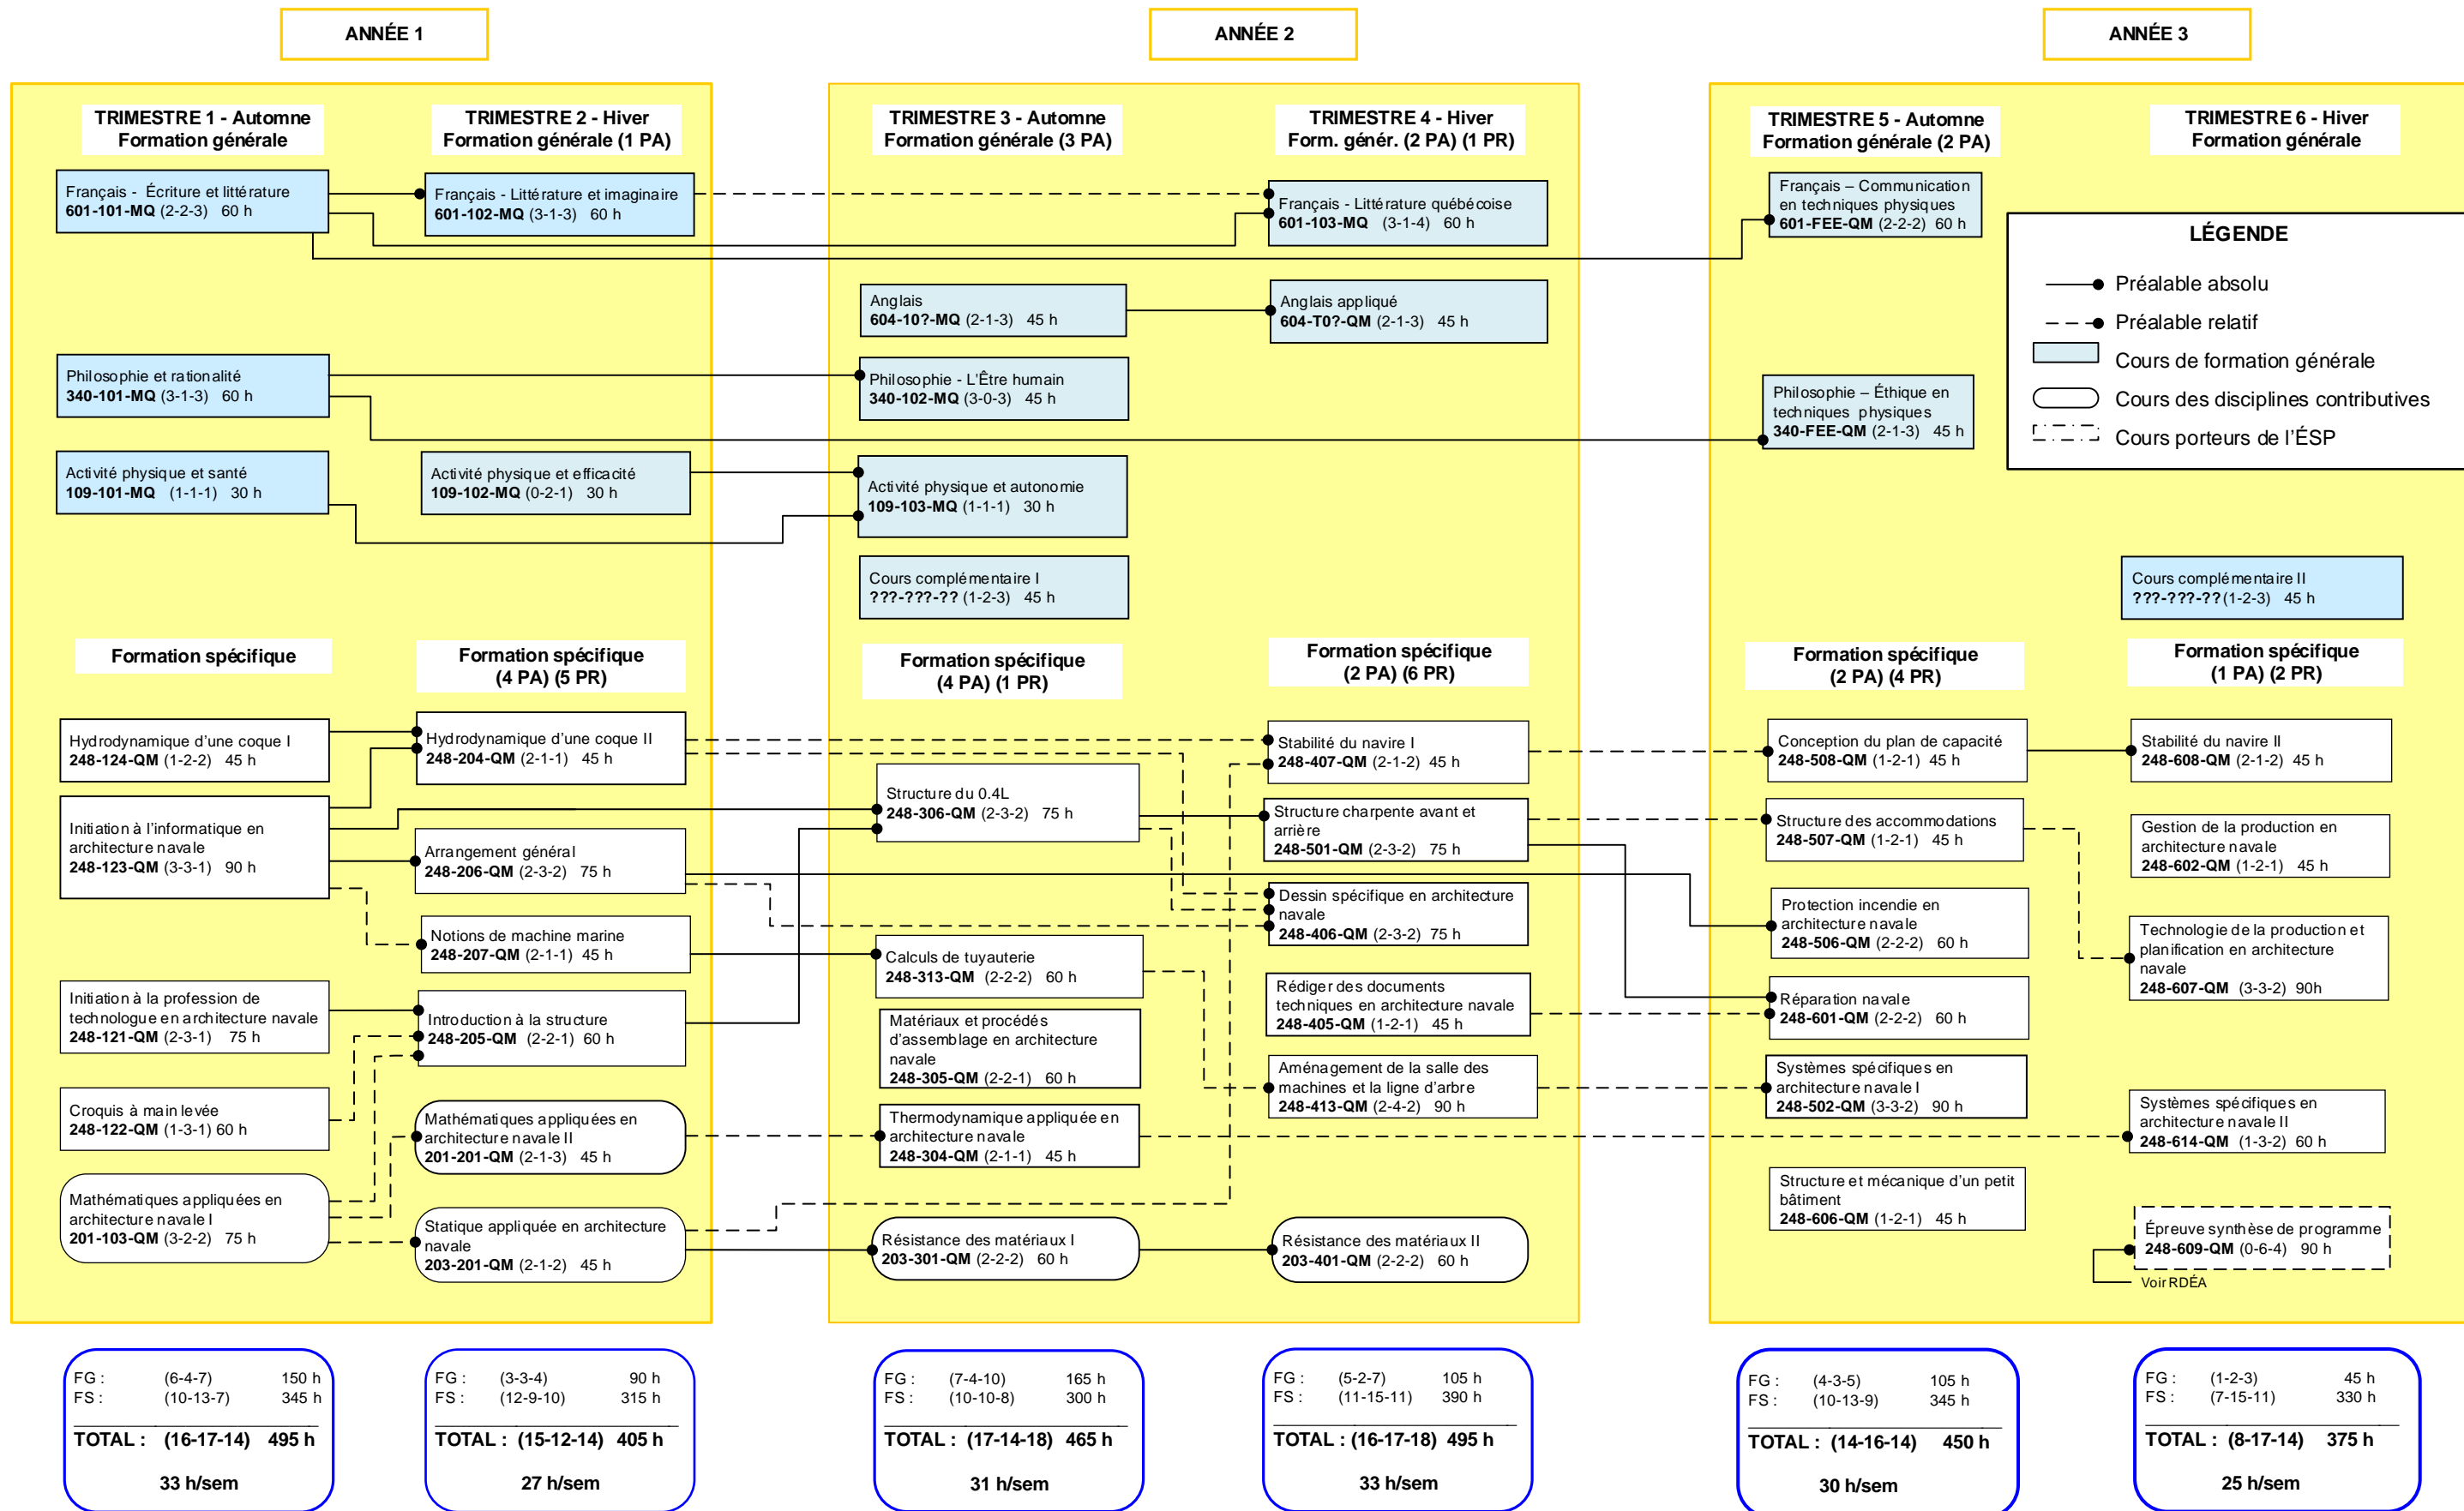 ANNÉE 1
ANNÉE 2
ANNÉE 3
TRIMESTRE 1 - Automne
Formation générale
TRIMESTRE 2 - Hiver
Formation générale (1 PA)
TRIMESTRE 3 - Automne
Formation générale (3 PA)
TRIMESTRE 4 - Hiver
Form. génér. (2 PA) (1 PR)
TRIMESTRE 5 - Automne
Formation générale (2 PA)
TRIMESTRE 6 - Hiver
Formation générale
Français - Écriture et littérature
601-101-MQ (2-2-3) 60 h
Français - Littérature et imaginaire
601-102-MQ (3-1-3) 60 h
Français - Littérature québécoise
601-103-MQ (3-1-4) 60 h
Français – Communication
en techniques physiques
601-FEE-QM (2-2-2) 60 h
LÉGENDE
Préalable absolu
Préalable relatif
Cours de formation générale
Cours des disciplines contributives
Cours porteurs de l'ÉSP
Anglais
604-10?-MQ (2-1-3) 45 h
Anglais appliqué
604-T0?-QM (2-1-3) 45 h
Philosophie et rationalité
340-101-MQ (3-1-3) 60 h
Philosophie - L'Être humain
340-102-MQ (3-0-3) 45 h
Philosophie – Éthique en
techniques physiques
340-FEE-QM (2-1-3) 45 h
Activité physique et santé
109-101-MQ (1-1-1) 30 h
Activité physique et efficacité
109-102-MQ (0-2-1) 30 h
Activité physique et autonomie
109-103-MQ (1-1-1) 30 h
Cours complémentaire I
???-???-?? (1-2-3) 45 h
Cours complémentaire II
???-???-?? (1-2-3) 45 h
Formation spécifique
Formation spécifique
(4 PA) (5 PR)
Formation spécifique
(4 PA) (1 PR)
Formation spécifique
(2 PA) (6 PR)
Formation spécifique
(2 PA) (4 PR)
Formation spécifique
(1 PA) (2 PR)
Hydrodynamique d'une coque I
248-124-QM (1-2-2) 45 h
Initiation à l'informatique en
architecture navale
248-123-QM (3-3-1) 90 h
Initiation à la profession de
technologue en architecture navale
248-121-QM (2-3-1) 75 h
Croquis à main levée
248-122-QM (1-3-1) 60 h
Mathématiques appliquées en
architecture navale I
201-103-QM (3-2-2) 75 h
Hydrodynamique d'une coque II
248-204-QM (2-1-1) 45 h
Arrangement général
248-206-QM (2-3-2) 75 h
Notions de machine marine
248-207-QM (2-1-1) 45 h
Introduction à la structure
248-205-QM (2-2-1) 60 h
Mathématiques appliquées en
architecture navale II
201-201-QM (2-1-3) 45 h
Statique appliquée en architecture
navale
203-201-QM (2-1-2) 45 h
Structure du 0.4L
248-306-QM (2-3-2) 75 h
Calculs de tuyauterie
248-313-QM (2-2-2) 60 h
Matériaux et procédés
d'assemblage en architecture
navale
248-305-QM (2-2-1) 60 h
Thermodynamique appliquée en
architecture navale
248-304-QM (2-1-1) 45 h
Résistance des matériaux I
203-301-QM (2-2-2) 60 h
Stabilité du navire I
248-407-QM (2-1-2) 45 h
Structure charpente avant et
arrière
248-501-QM (2-3-2) 75 h
Dessin spécifique en architecture
navale
248-406-QM (2-3-2) 75 h
Rédiger des documents
techniques en architecture navale
248-405-QM (1-2-1) 45 h
Aménagement de la salle des
machines et la ligne d'arbre
248-413-QM (2-4-2) 90 h
Résistance des matériaux II
203-401-QM (2-2-2) 60 h
Conception du plan de capacité
248-508-QM (1-2-1) 45 h
Structure des accommodations
248-507-QM (1-2-1) 45 h
Protection incendie en
architecture navale
248-506-QM (2-2-2) 60 h
Réparation navale
248-601-QM (2-2-2) 60 h
Systèmes spécifiques en
architecture navale I
248-502-QM (3-3-2) 90 h
Structure et mécanique d'un petit
bâtiment
248-606-QM (1-2-1) 45 h
Stabilité du navire II
248-608-QM (2-1-2) 45 h
Gestion de la production en
architecture navale
248-602-QM (1-2-1) 45 h
Technologie de la production et
planification en architecture
navale
248-607-QM (3-3-2) 90h
Systèmes spécifiques en
architecture navale II
248-614-QM (1-3-2) 60 h
Épreuve synthèse de programme
248-609-QM (0-6-4) 90 h
Voir RDÉA
FG : (6-4-7) 150 h
FS : (10-13-7) 345 h
TOTAL : (16-17-14) 495 h
33 h/sem
FG : (3-3-4) 90 h
FS : (12-9-10) 315 h
TOTAL : (15-12-14) 405 h
27 h/sem
FG : (7-4-10) 165 h
FS : (10-10-8) 300 h
TOTAL : (17-14-18) 465 h
31 h/sem
FG : (5-2-7) 105 h
FS : (11-15-11) 390 h
TOTAL : (16-17-18) 495 h
33 h/sem
FG : (4-3-5) 105 h
FS : (10-13-9) 345 h
TOTAL : (14-16-14) 450 h
30 h/sem
FG : (1-2-3) 45 h
FS : (7-15-11) 330 h
TOTAL : (8-17-14) 375 h
25 h/sem